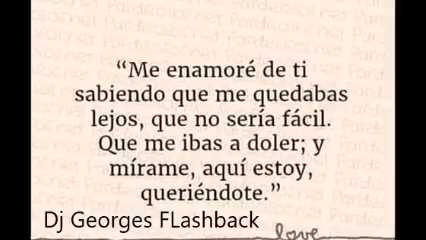 “Me enamoré de ti
sabiendo que me quedabas
lejos, que no sería fácil.
Que me ibas a doler; y
mírame, aquí estoy,
queriéndote.”
Dj Georges FLashback
love